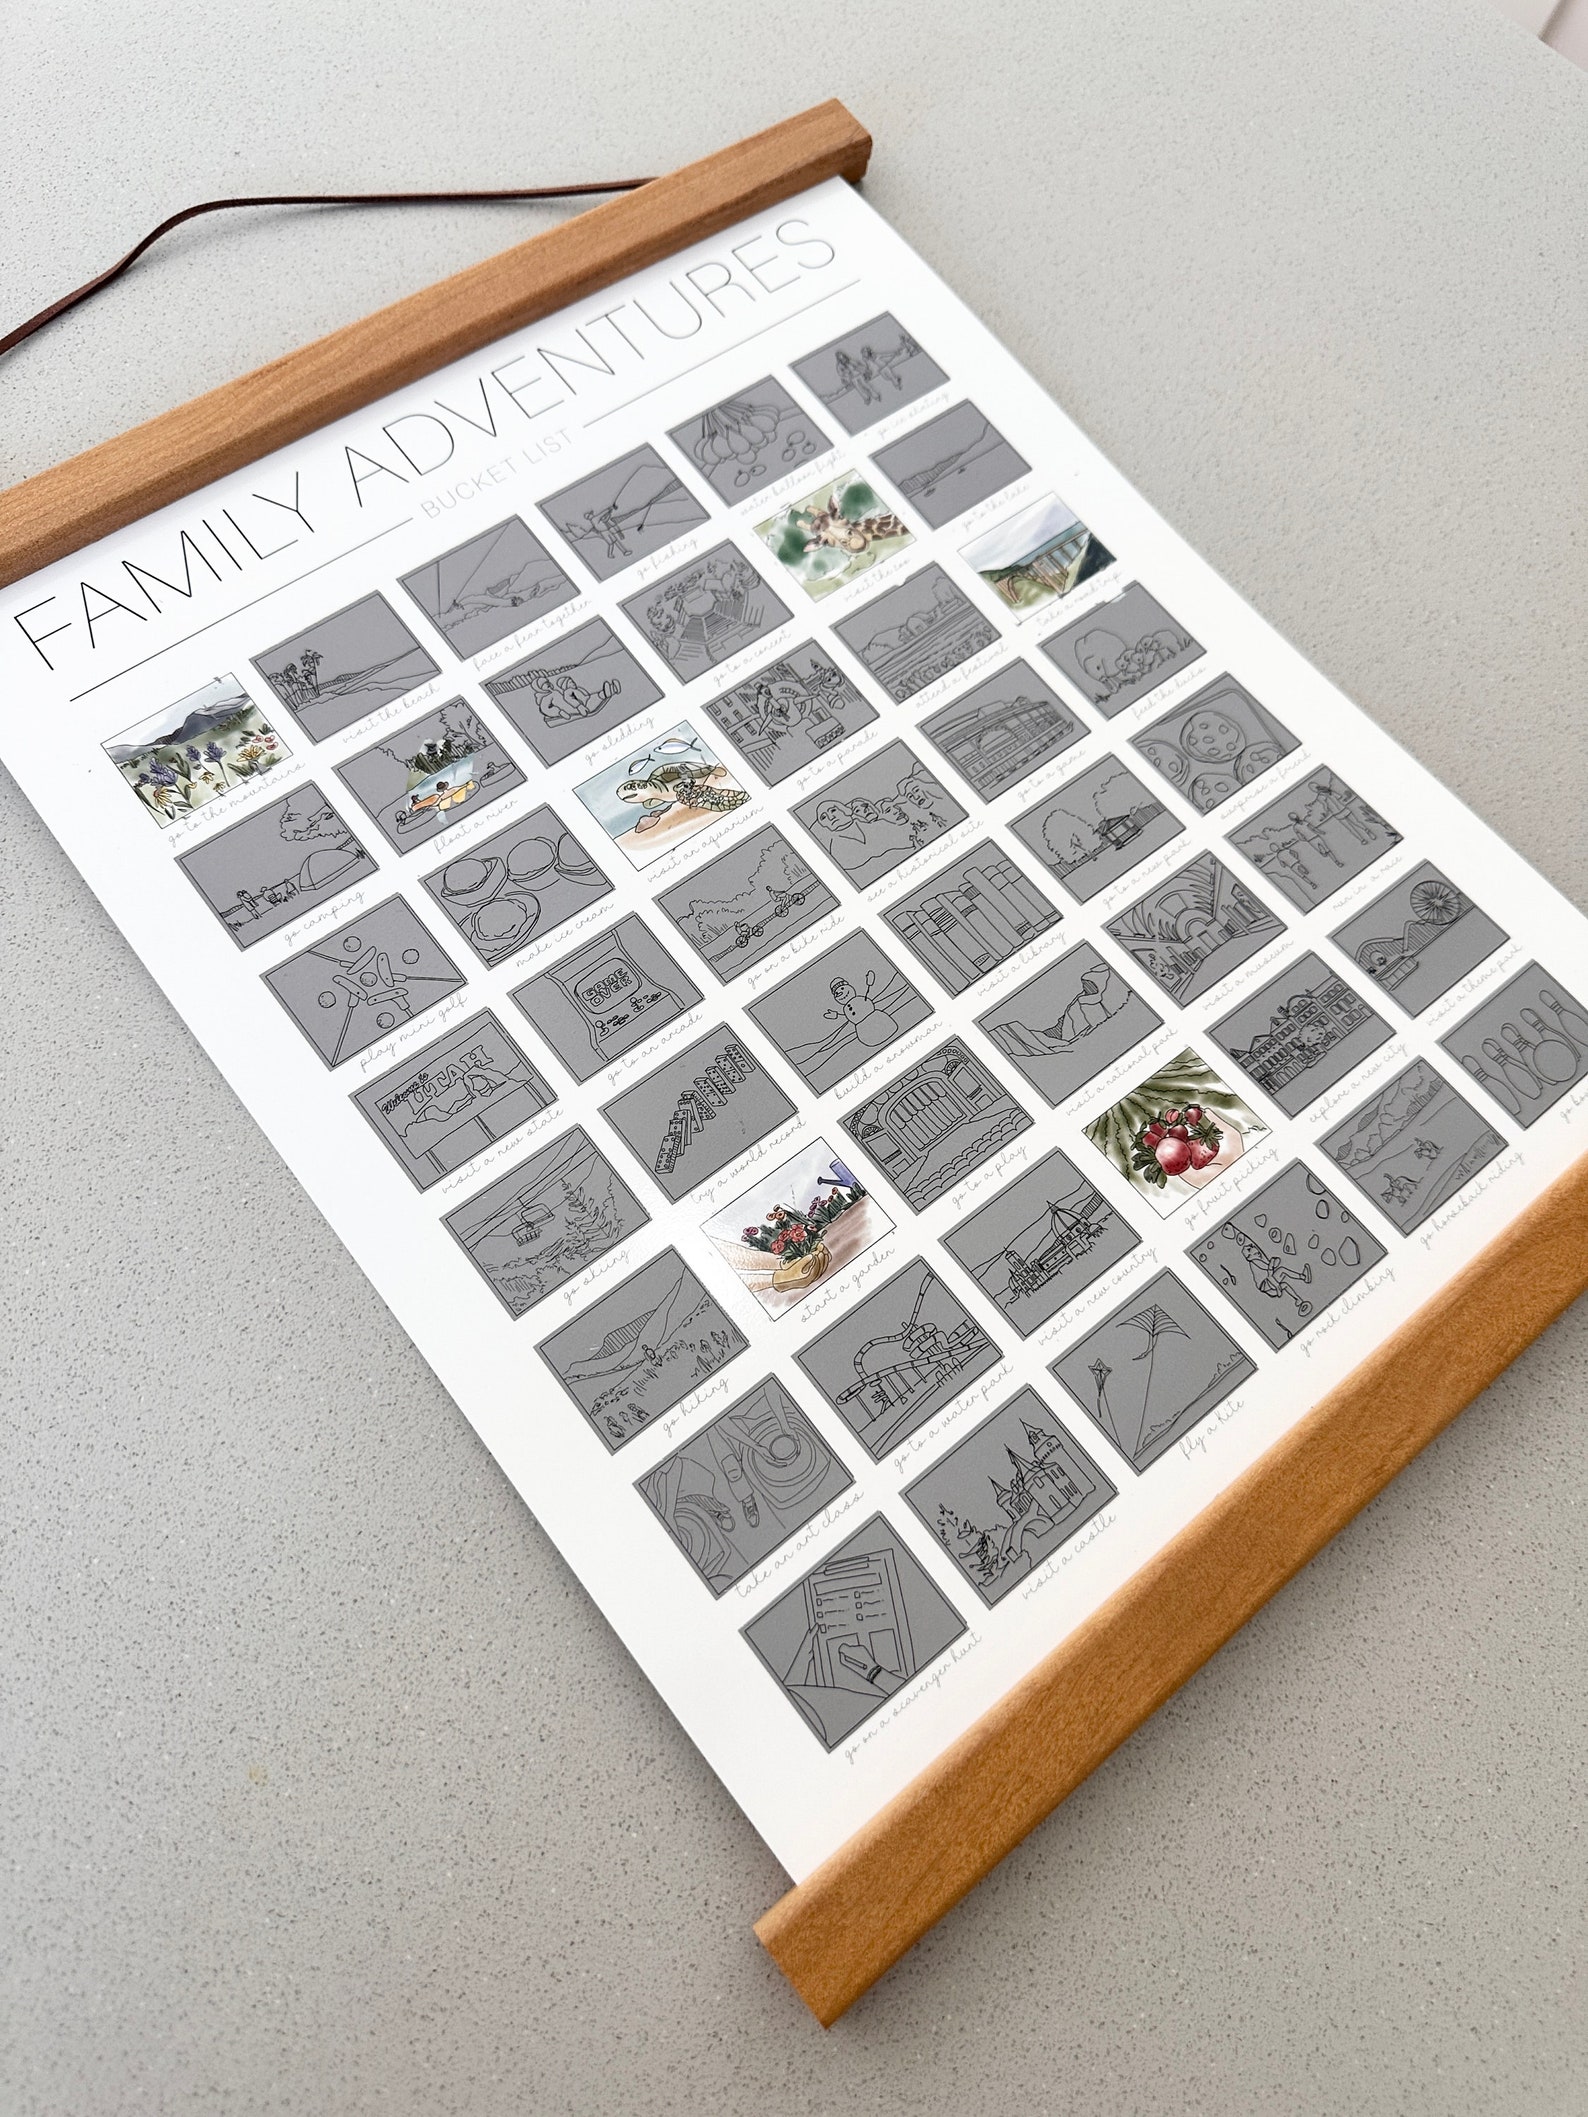 FAMILY ADVENTURES
BUCKET LIST
go to the mountains
visit the beach
face a fear together
go fishing
water balloon fight
go ice skating
go camping
float a river
go sledding
go to a concert
visit the zoo
go to the lake
play mini golf
make ice cream
visit an aquarium
go to a parade
attend a festival
take a road trip
Welcome to
UTAH
visit a new state
GAME
OVER
go to an arcade
go on a bike ride
see a historical site
go to a game
feed the ducks
go skiing
try a world record
build a snowman
visit a library
go to a new park
surprise a friend
go hiking
start a garden
go to a play
visit a national park
visit a museum
run in a race
take an art class
go to a water park
visit a new country
go fruit picking
explore a new city
visit a theme park
go on a scavenger hunt
visit a castle
fly a kite
go rock climbing
go horseback riding
go